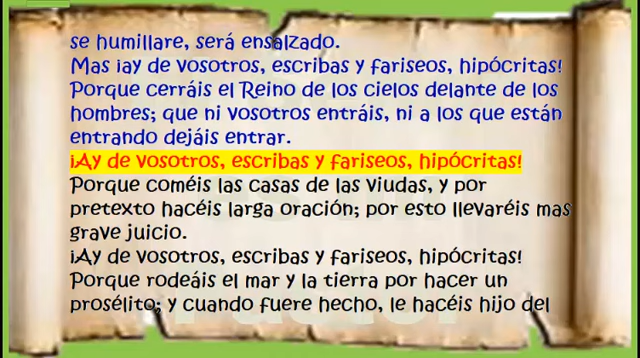 se humillare, será ensalzado.
Mas ¡ay de vosotros, escribas y fariseos, hipócritas!
Porque cerráis el Reino de los cielos delante de los
hombres; que ni vosotros entráis, ni a los que están
entrando dejáis entrar.
¡Ay de vosotros, escribas y fariseos, hipócritas!
Porque coméis las casas de las viudas, y por
pretexto hacéis larga oración; por esto llevaréis mas
grave juicio.
¡Ay de vosotros, escribas y fariseos, hipócritas!
Porque rodeáis el mar y la tierra por hacer un
prosélito; y cuando fuere hecho, le hacéis hijo del